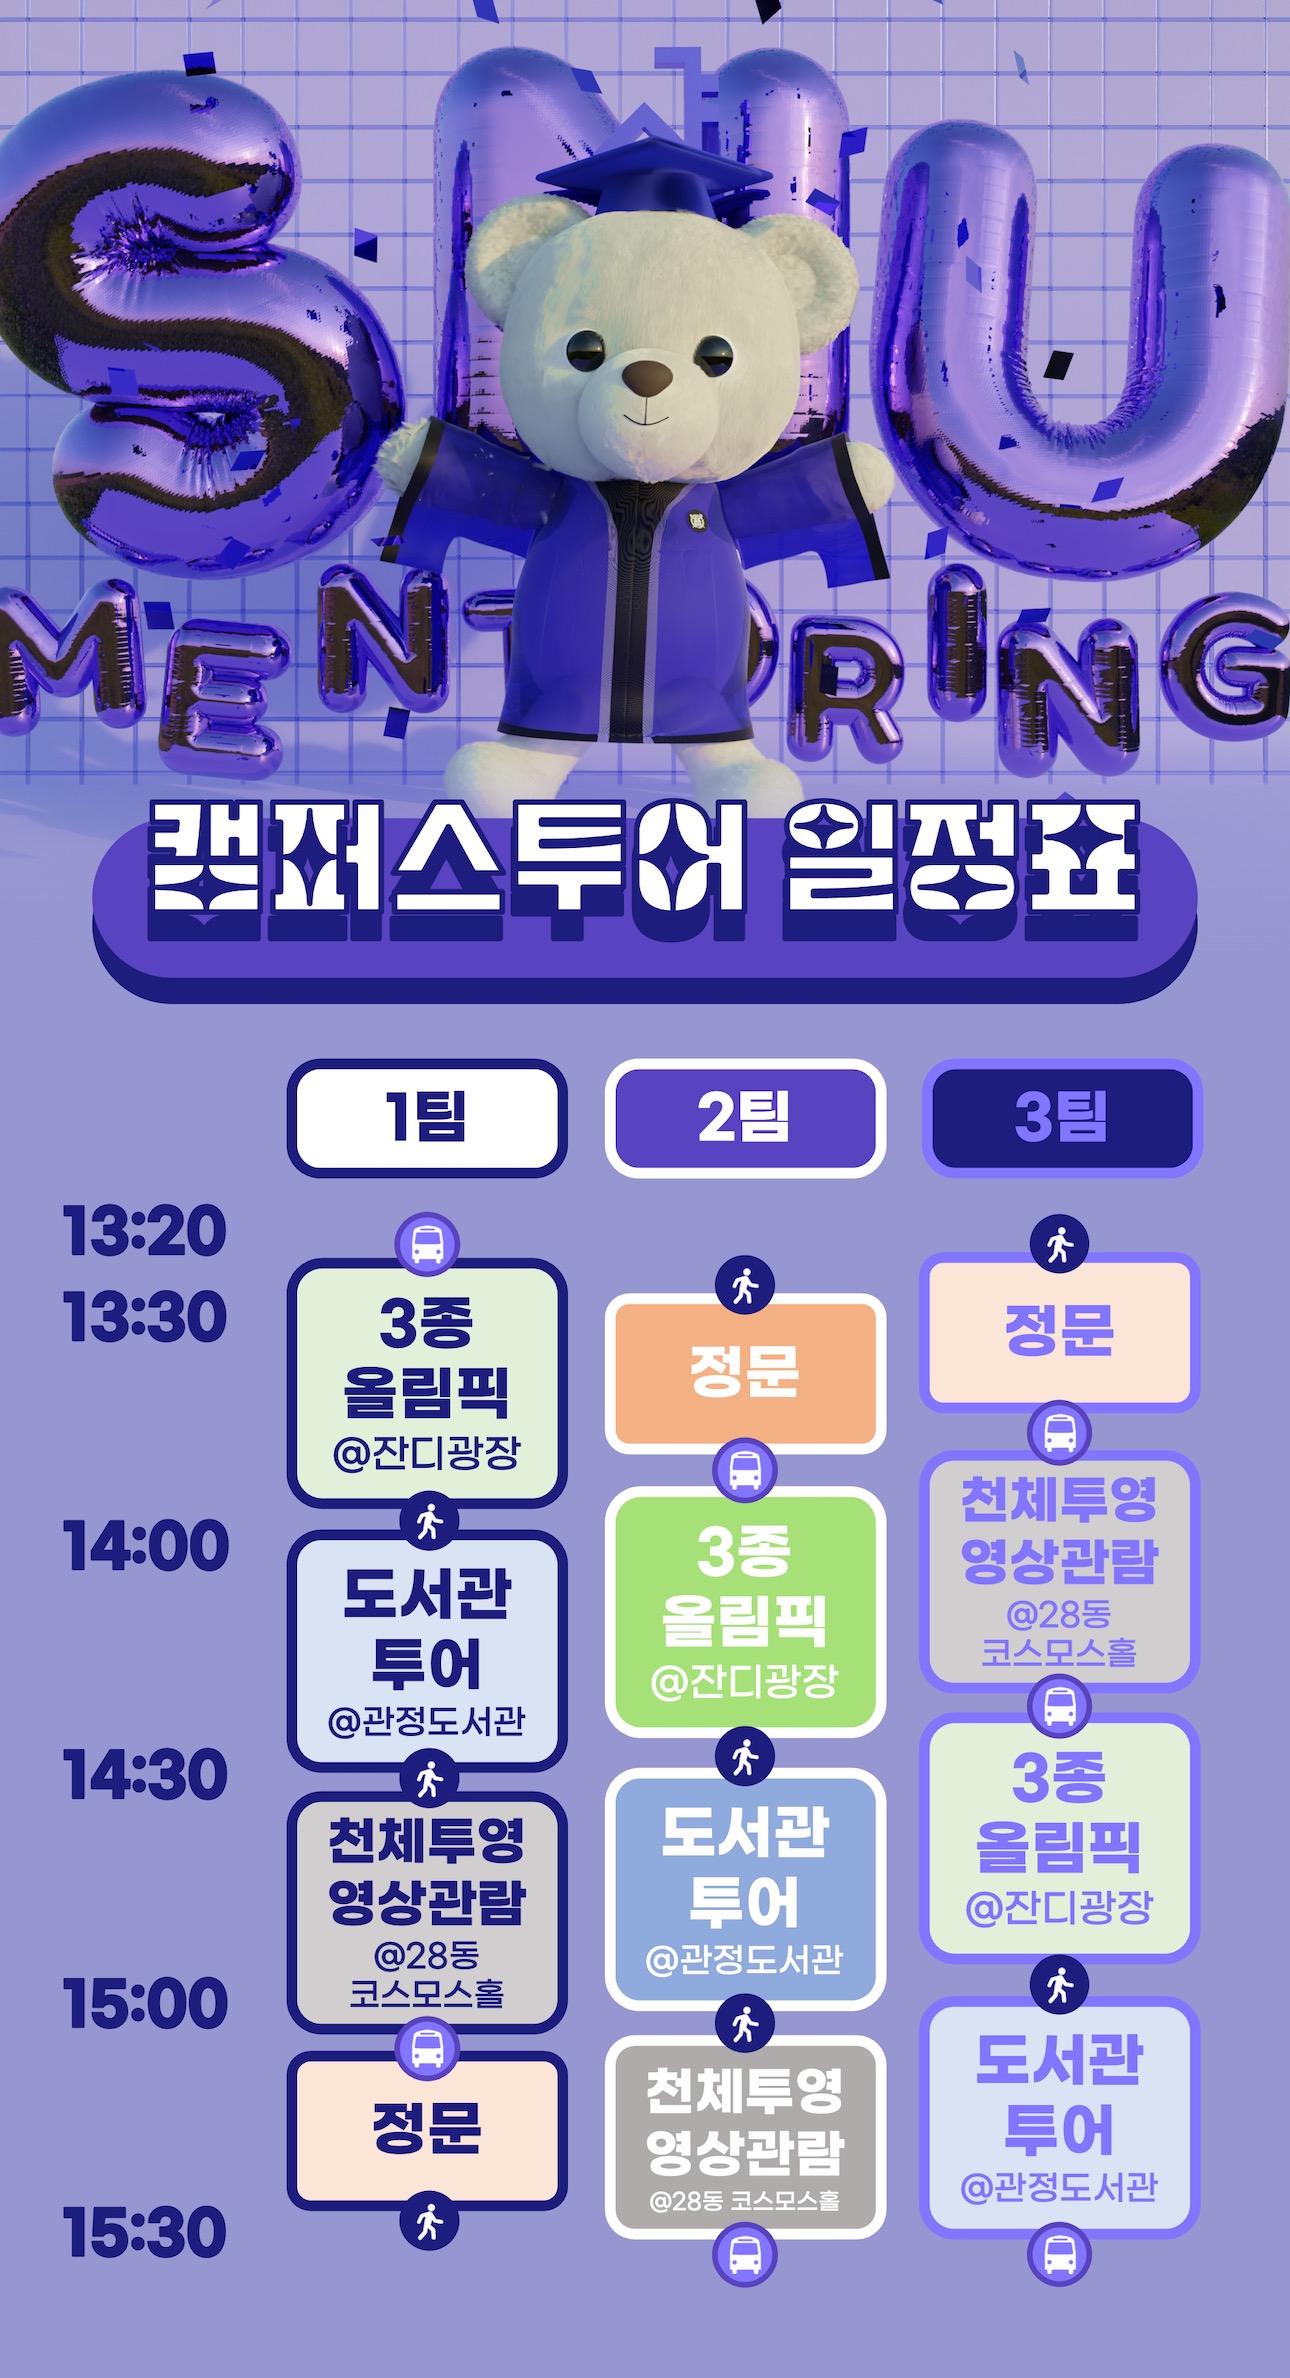 SNU
MENTORING
캠퍼스투어 일정표
1팀
2팀
3팀
13:20
13:30
14:00
14:30
15:00
15:30
3종
올림픽
@잔디광장
도서관
투어
@관정도서관
천체투영
영상관람
@28동
코스모스홀
정문
정문
3종
올림픽
@잔디광장
도서관
투어
@관정도서관
천체투영
영상관람
@28동 코스모스홀
정문
천체투영
영상관람
@28동
코스모스홀
3종
올림픽
@잔디광장
도서관
투어
@관정도서관